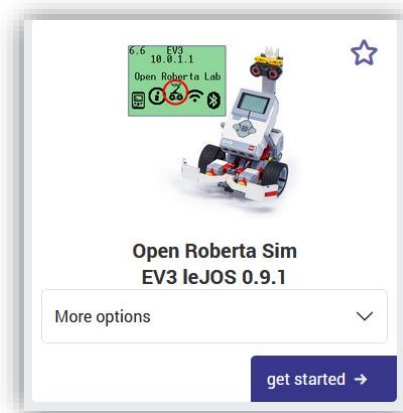 6.6 EV3
10.0.1.1
Open Roberta Lab
Open Roberta Sim
EV3 leJOS 0.9.1
More options
get started →